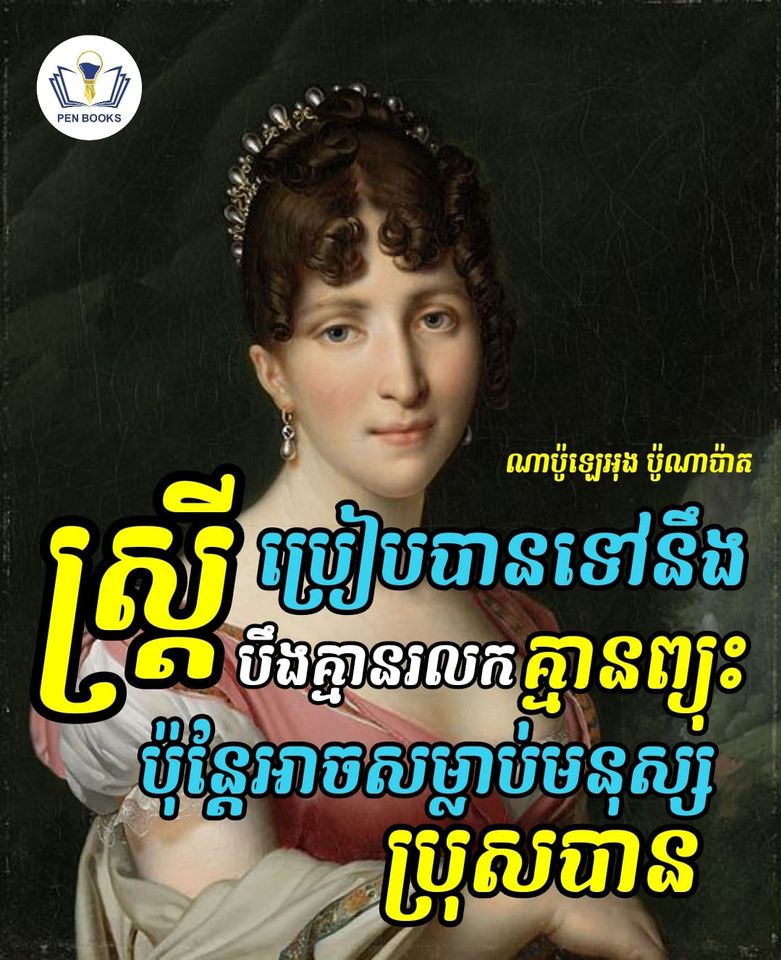 PEN BOOKS
ណាប៉ូឡេអុង ប៉ូណាប៉ាត
ស្ត្រី ប្រៀបបានទៅនឹង
បឹងគ្មានរលក គ្មានព្យុះ
ប៉ុន្តែអាចសម្លាប់មនុស្ស
ប្រុសបាន